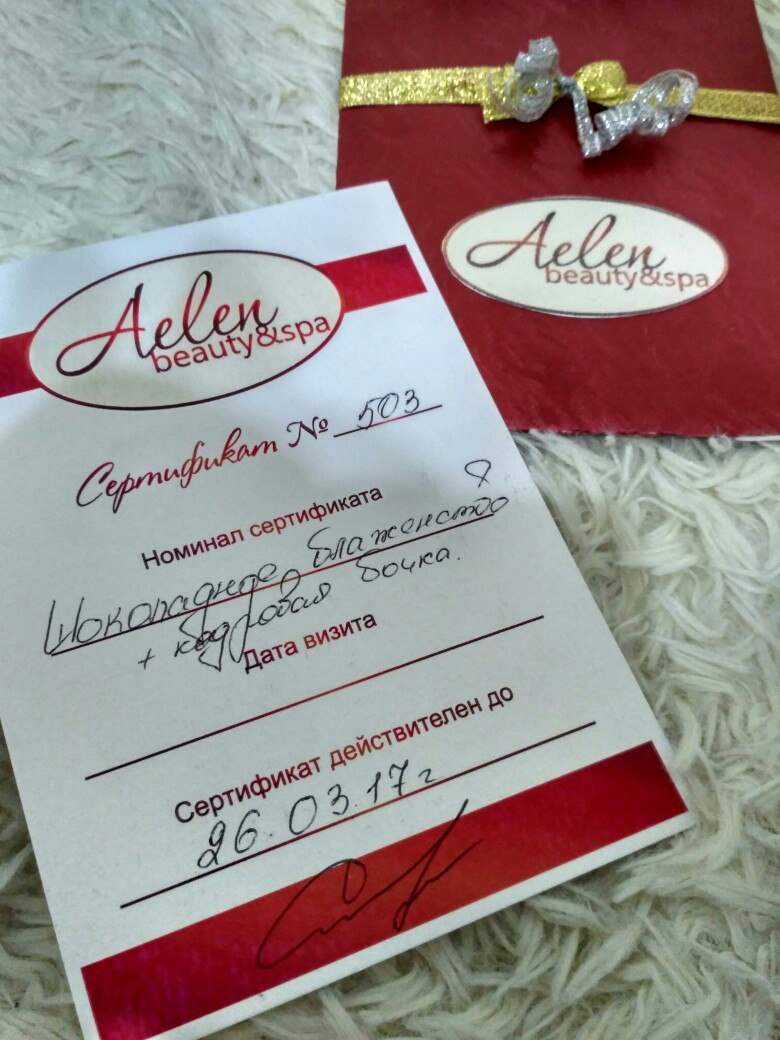 Aelen
beauty&spa
Aelen
beauty&spa
Сертификат № 503
Номинал сертификата
Шоколадное блаженство
+ кедровая бочка.
Дата визита
Сертификат действителен до
26.03.17г